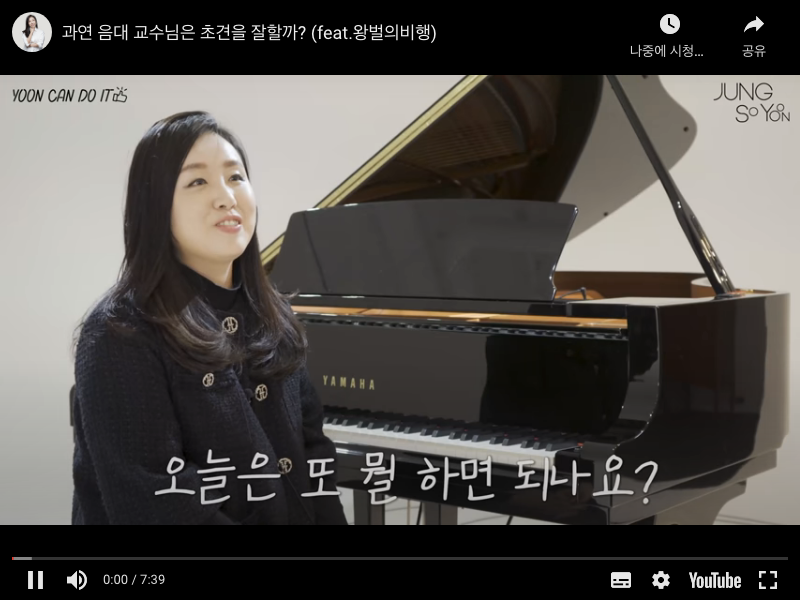 과연 음대 교수님은 초견을 잘할까? (feat.왕벌의비행)
나중에 시청...
공유
YOON CAN DO IT
JUNG
SO YOON
YAMAHA
오늘은 또 뭘 하면 되나요?
0:00 / 7:39
YouTube